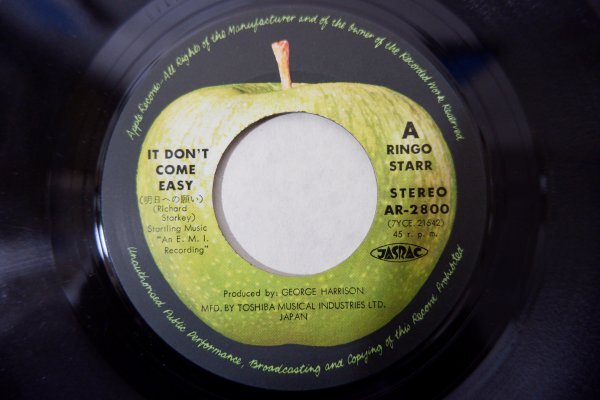 Apple Records - All Rights of the Manufacturer and of the Owner of the Recorded Work Reserved
IT DON'T
COME
EASY
(明日への願い)
(Richard
Starkey)
Startling Music
"An E. M. I.
Recording"
A
RINGO
STARR
STEREO
AR-2800
(7YCE. 21642)
45 r. p. m.
JASRAC
Produced by: GEORGE HARRISON
MFD. BY TOSHIBA MUSICAL INDUSTRIES LTD.
JAPAN
Unauthorised Public Performance, Broadcasting and Copying of this Record Prohibited